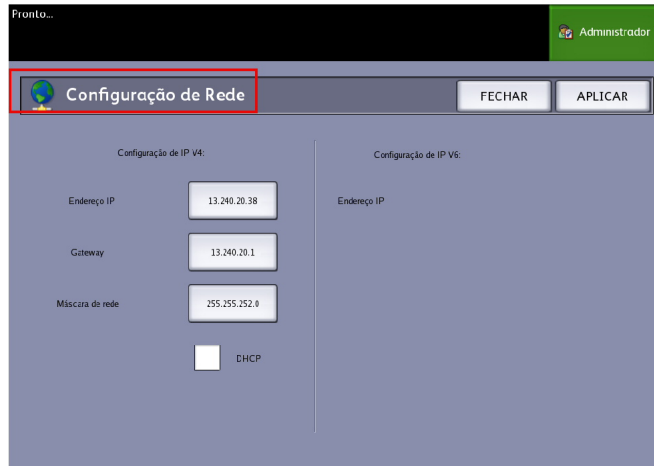 Pronto...
Administrador
Configuração de Rede
FECHAR
APLICAR
Configuração de IP V4:
Configuração de IP V6:
Endereço IP
13.240.20.38
Endereço IP
Gateway
13.240.20.1
Máscara de rede
255.255.252.0
DHCP